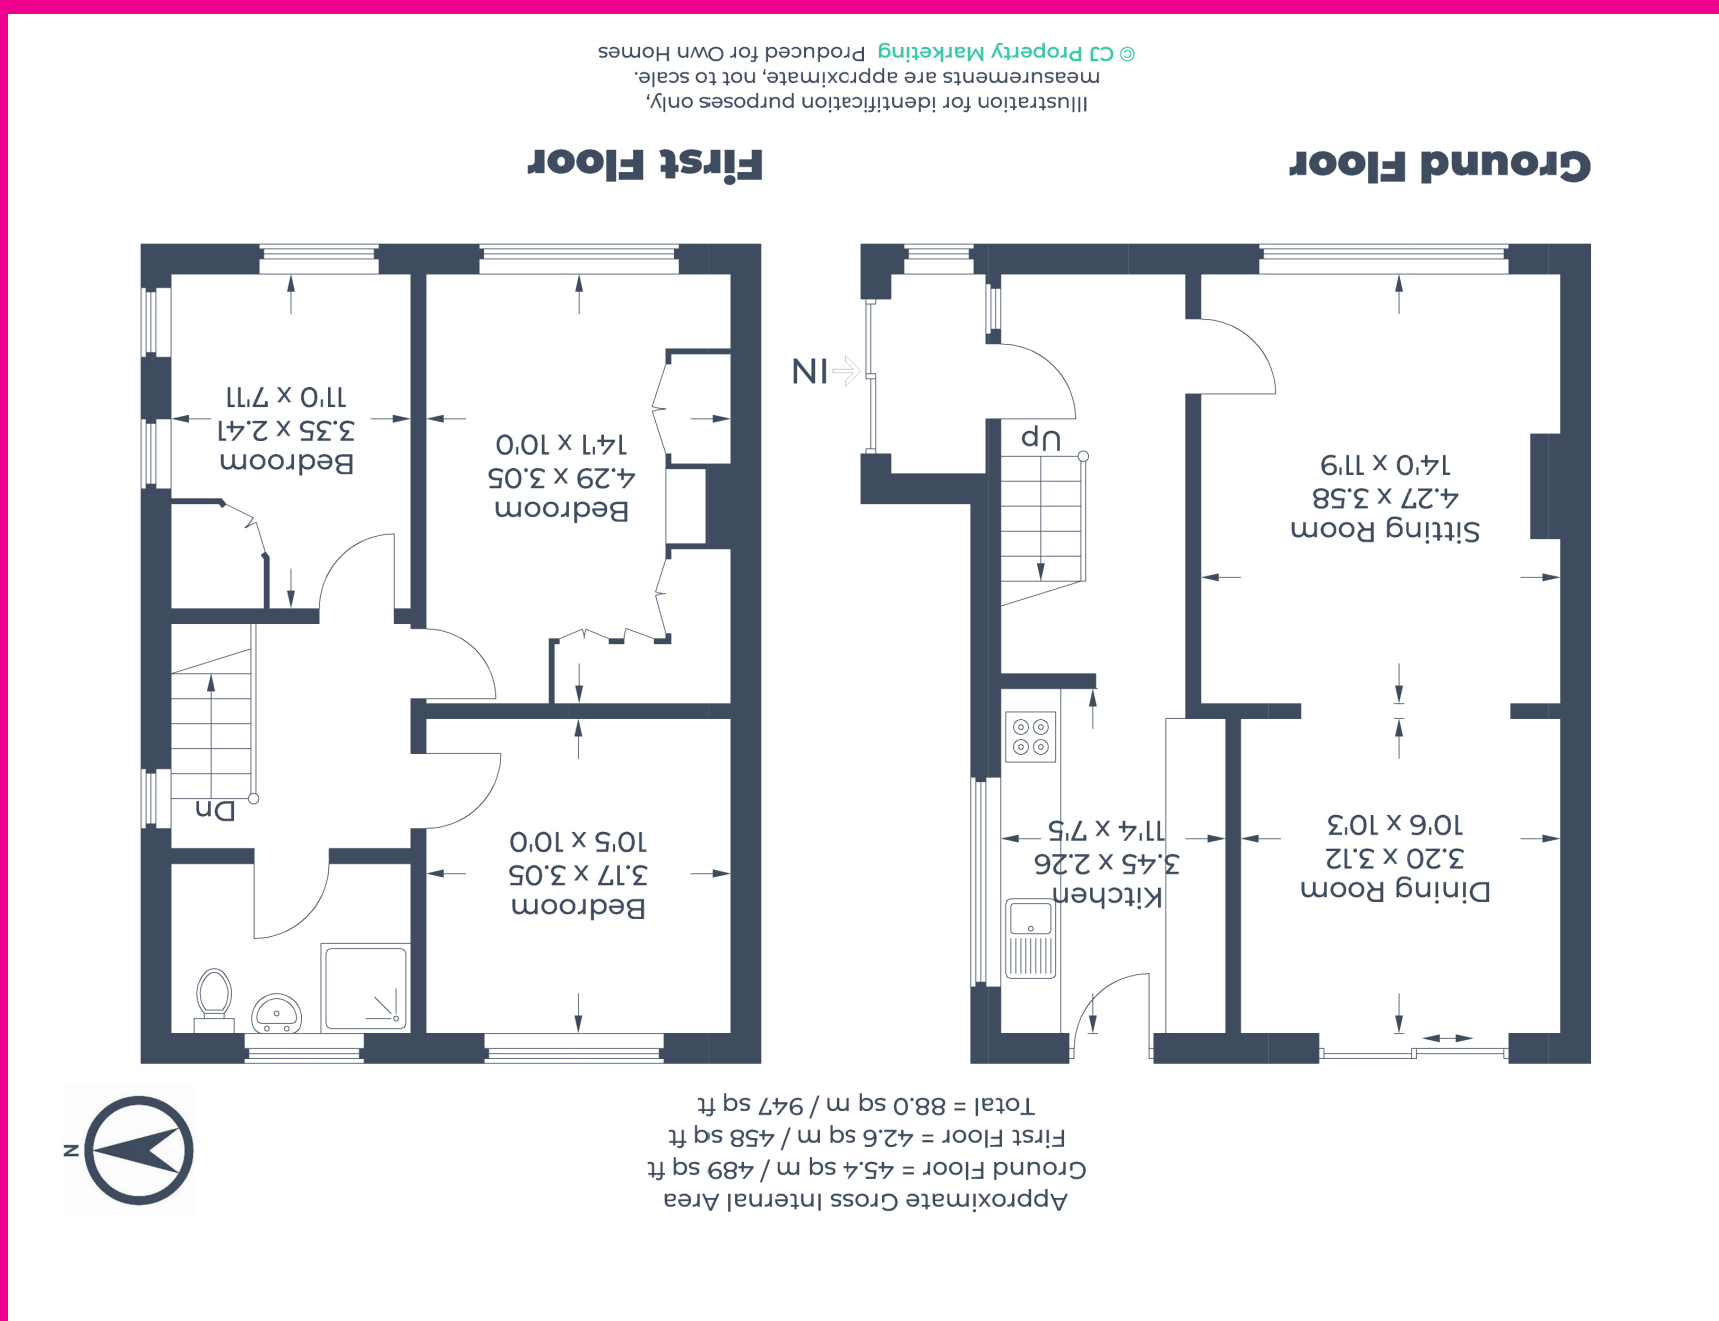 Approximate Gross Internal Area
Ground Floor = 45.4 sq m / 489 sq ft
First Floor = 42.6 sq m / 458 sq ft
Total = 88.0 sq m / 947 sq ft
N
Dining Room
3.20 x 3.12
10'6 x 10'3
Kitchen
3.45 x 2.26
11'4 x 7'5
Sitting Room
4.27 x 3.58
14'0 x 11'9
Up
IN
Ground Floor
Bedroom
3.17 x 3.05
10'5 x 10'0
Dn
Bedroom
4.29 x 3.05
14'1 x 10'0
Bedroom
3.35 x 2.41
11'0 x 7'11
First Floor
Illustration for identification purposes only,
measurements are approximate, not to scale.
© CJ Property Marketing Produced for Own Homes